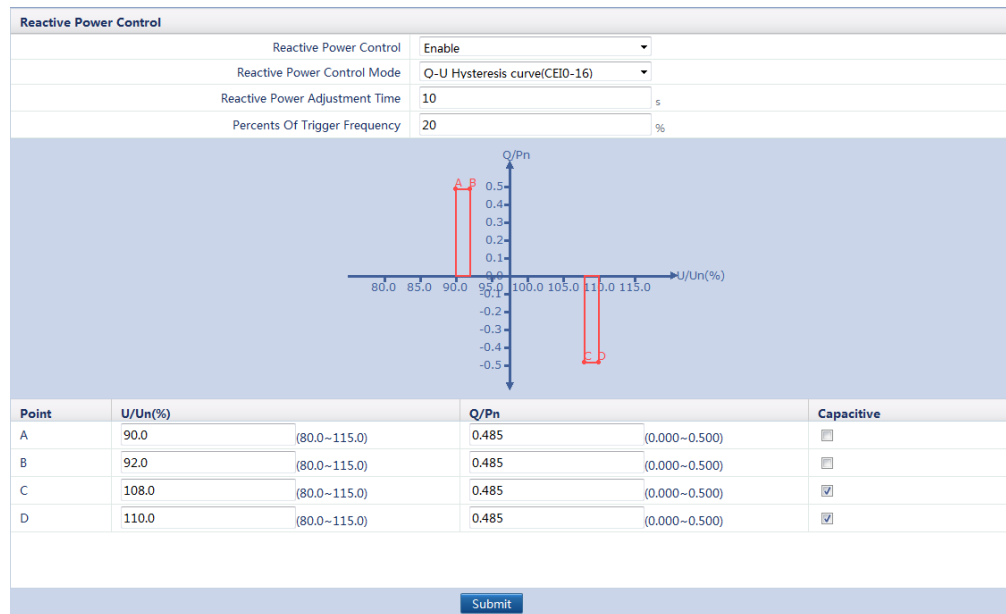 Reactive Power Control
Reactive Power Control Enable
Reactive Power Control Mode Q-U Hysteresis curve(CEI0-16)
Reactive Power Adjustment Time 10 s
Percents Of Trigger Frequency 20 %
Q/Pn
A B 0.5
0.4
0.3
0.2
0.1
0.0 U/Un(%)
80.0 85.0 90.0 95.0 100.0 105.0 110.0 115.0
-0.1
-0.2
-0.3
-0.4
C D
-0.5
Point U/Un(%) Q/Pn Capacitive
A 90.0 (80.0~115.0) 0.485 (0.000~0.500)
B 92.0 (80.0~115.0) 0.485 (0.000~0.500)
C 108.0 (80.0~115.0) 0.485 (0.000~0.500)
D 110.0 (80.0~115.0) 0.485 (0.000~0.500)
Submit